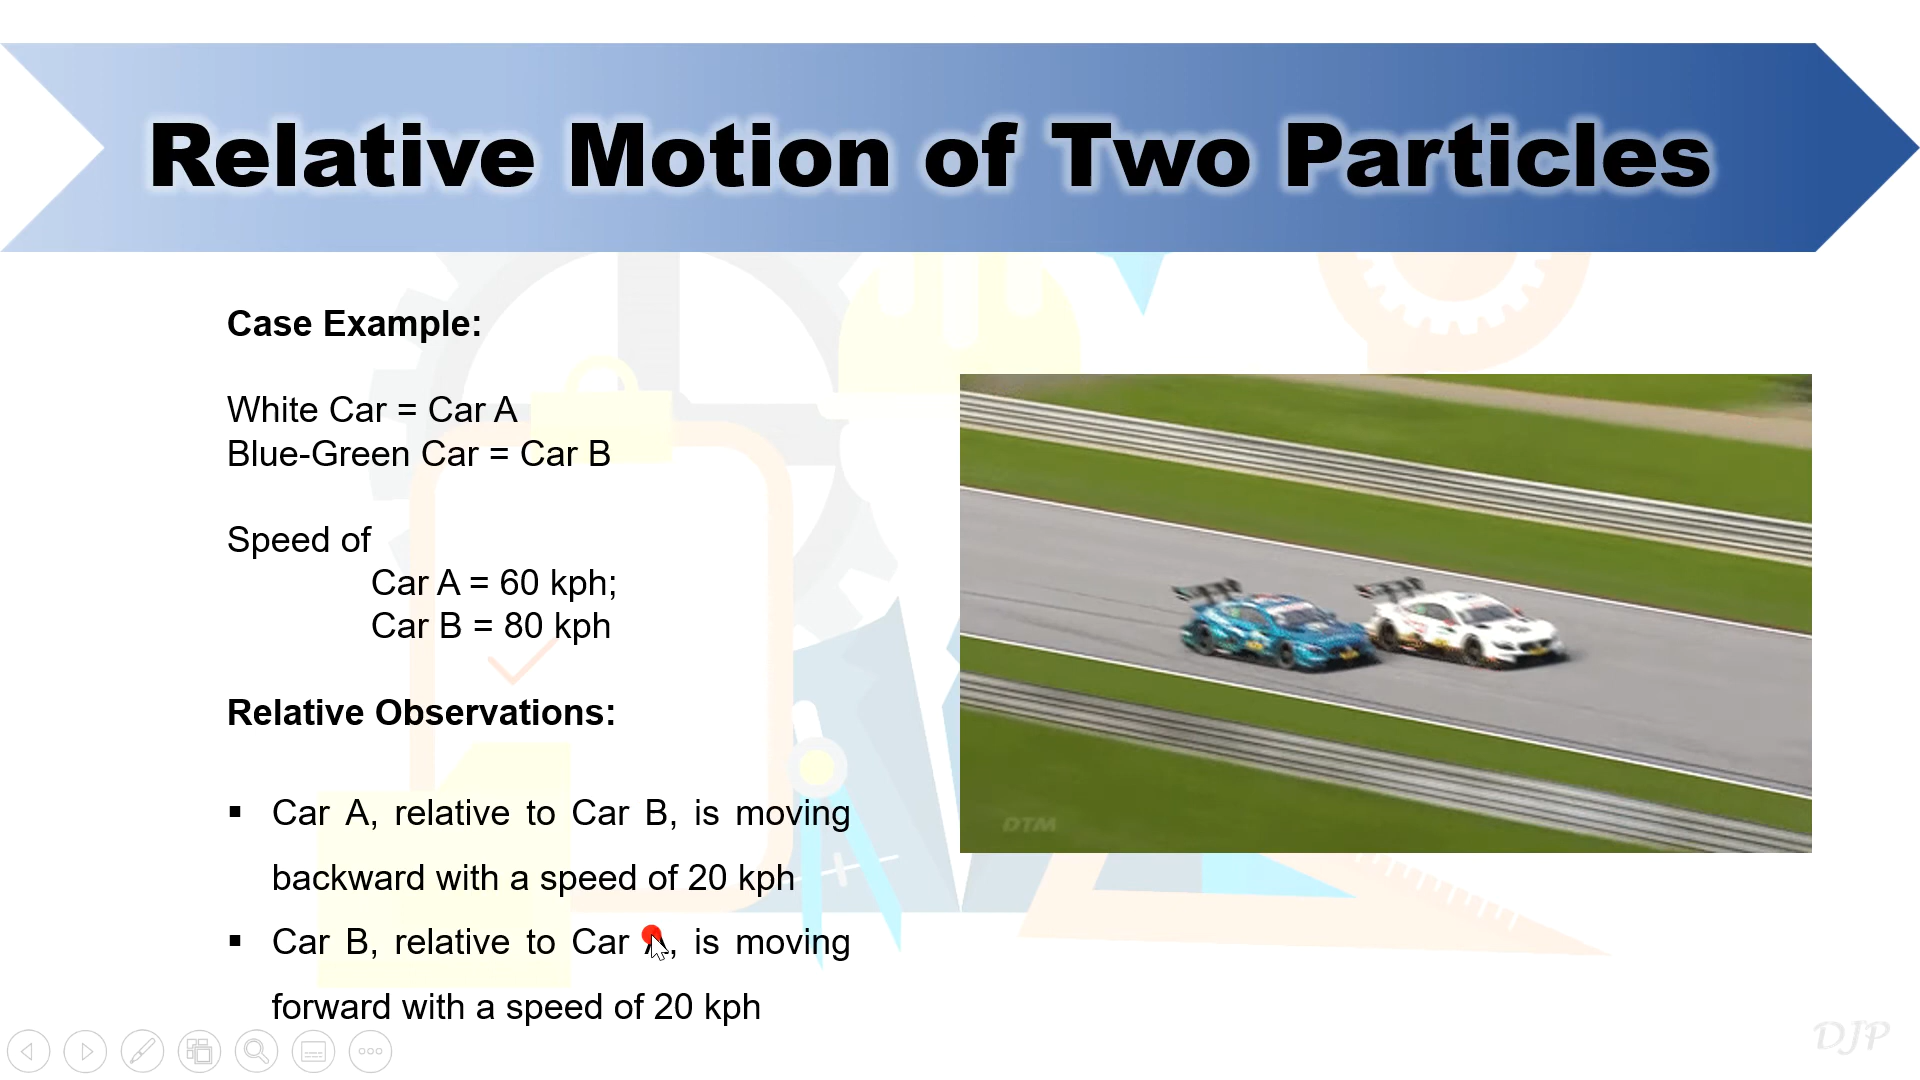 Relative Motion of Two Particles
Case Example:
White Car = Car A
Blue-Green Car = Car B
Speed of
Car A = 60 kph;
Car B = 80 kph
Relative Observations:
▪ Car A, relative to Car B, is moving
backward with a speed of 20 kph
▪ Car B, relative to Car A, is moving
forward with a speed of 20 kph
DTM
DJP